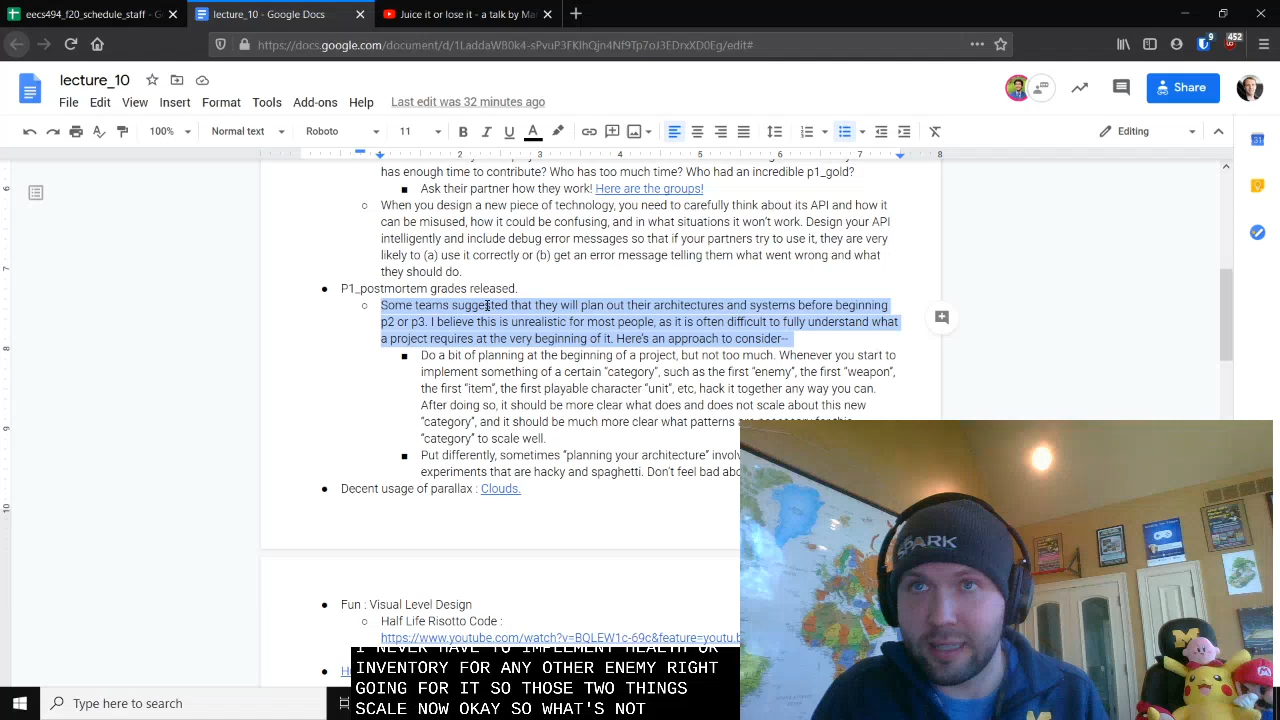 eecs494_f20_schedule_staff - G
lecture_10 - Google Docs
Juice it or lose it - a talk by Ma
https://docs.google.com/document/d/1LaddaWB0k4-sPvuP3FKlhQjn4Nf9Tp7oJ3EDrxXD0Eg/edit#
9
452
lecture_10
File Edit View Insert Format Tools Add-ons Help Last edit was 32 minutes ago
Share
100% Normal text Roboto 11 B I U A Editing
2 3 4 5 6 7 8
has enough time to contribute? Who has too much time? Who had an incredible p1_gold?
Ask their partner how they work! Here are the groups!
When you design a new piece of technology, you need to carefully think about its API and how it
can be misused, how it could be confusing, and in what situations it won't work. Design your API
intelligently and include debug error messages so that if your partners try to use it, they are very
likely to (a) use it correctly or (b) get an error message telling them what went wrong and what
they should do.
P1_postmortem grades released.
Some teams suggested that they will plan out their architectures and systems before beginning
p2 or p3. I believe this is unrealistic for most people, as it is often difficult to fully understand what
a project requires at the very beginning of it. Here's an approach to consider--
Do a bit of planning at the beginning of a project, but not too much. Whenever you start to
implement something of a certain "category", such as the first "enemy", the first "weapon",
the first "item", the first playable character "unit", etc, hack it together any way you can.
After doing so, it should be more clear what does and does not scale about this new
"category", and it should be much more clear what patterns are necessary for this
"category" to scale well.
Put differently, sometimes "planning your architecture" involv
experiments that are hacky and spaghetti. Don't feel bad abo
Decent usage of parallax : Clouds.
Fun : Visual Level Design
Half Life Risotto Code :
https://www.youtube.com/watch?v=BQLEW1c-69c&feature=youtu.b
I NEVER HAVE TO IMPLEMENT HEALTH OR
INVENTORY FOR ANY OTHER ENEMY RIGHT
GOING FOR IT SO THOSE TWO THINGS
SCALE NOW OKAY SO WHAT'S NOT
SPARK
M
M
Type here to search